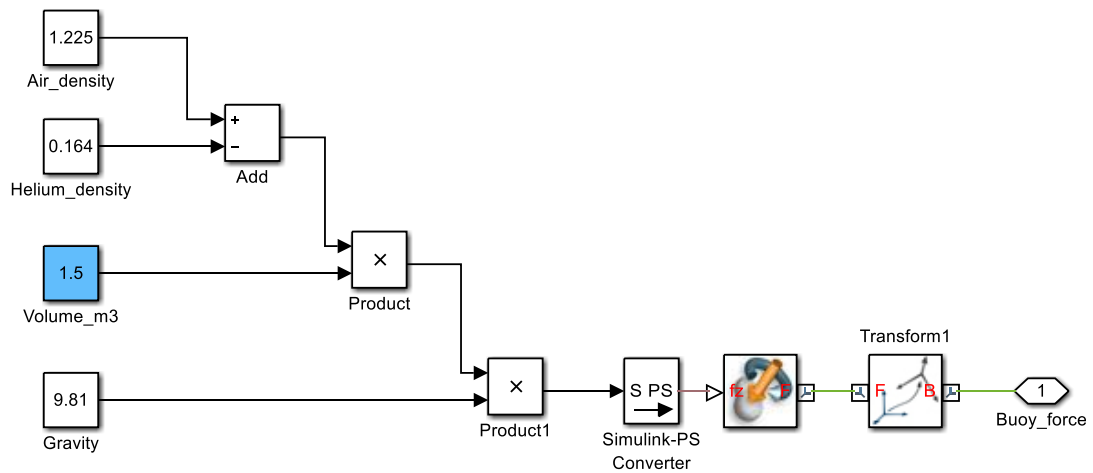 1.225
Air_density
0.164
Helium_density
+
−
Add
1.5
Volume_m3
×
Product
9.81
Gravity
×
Product1
S PS
Simulink-PS
Converter
fz
F
Transform1
F
B
1
Buoy_force